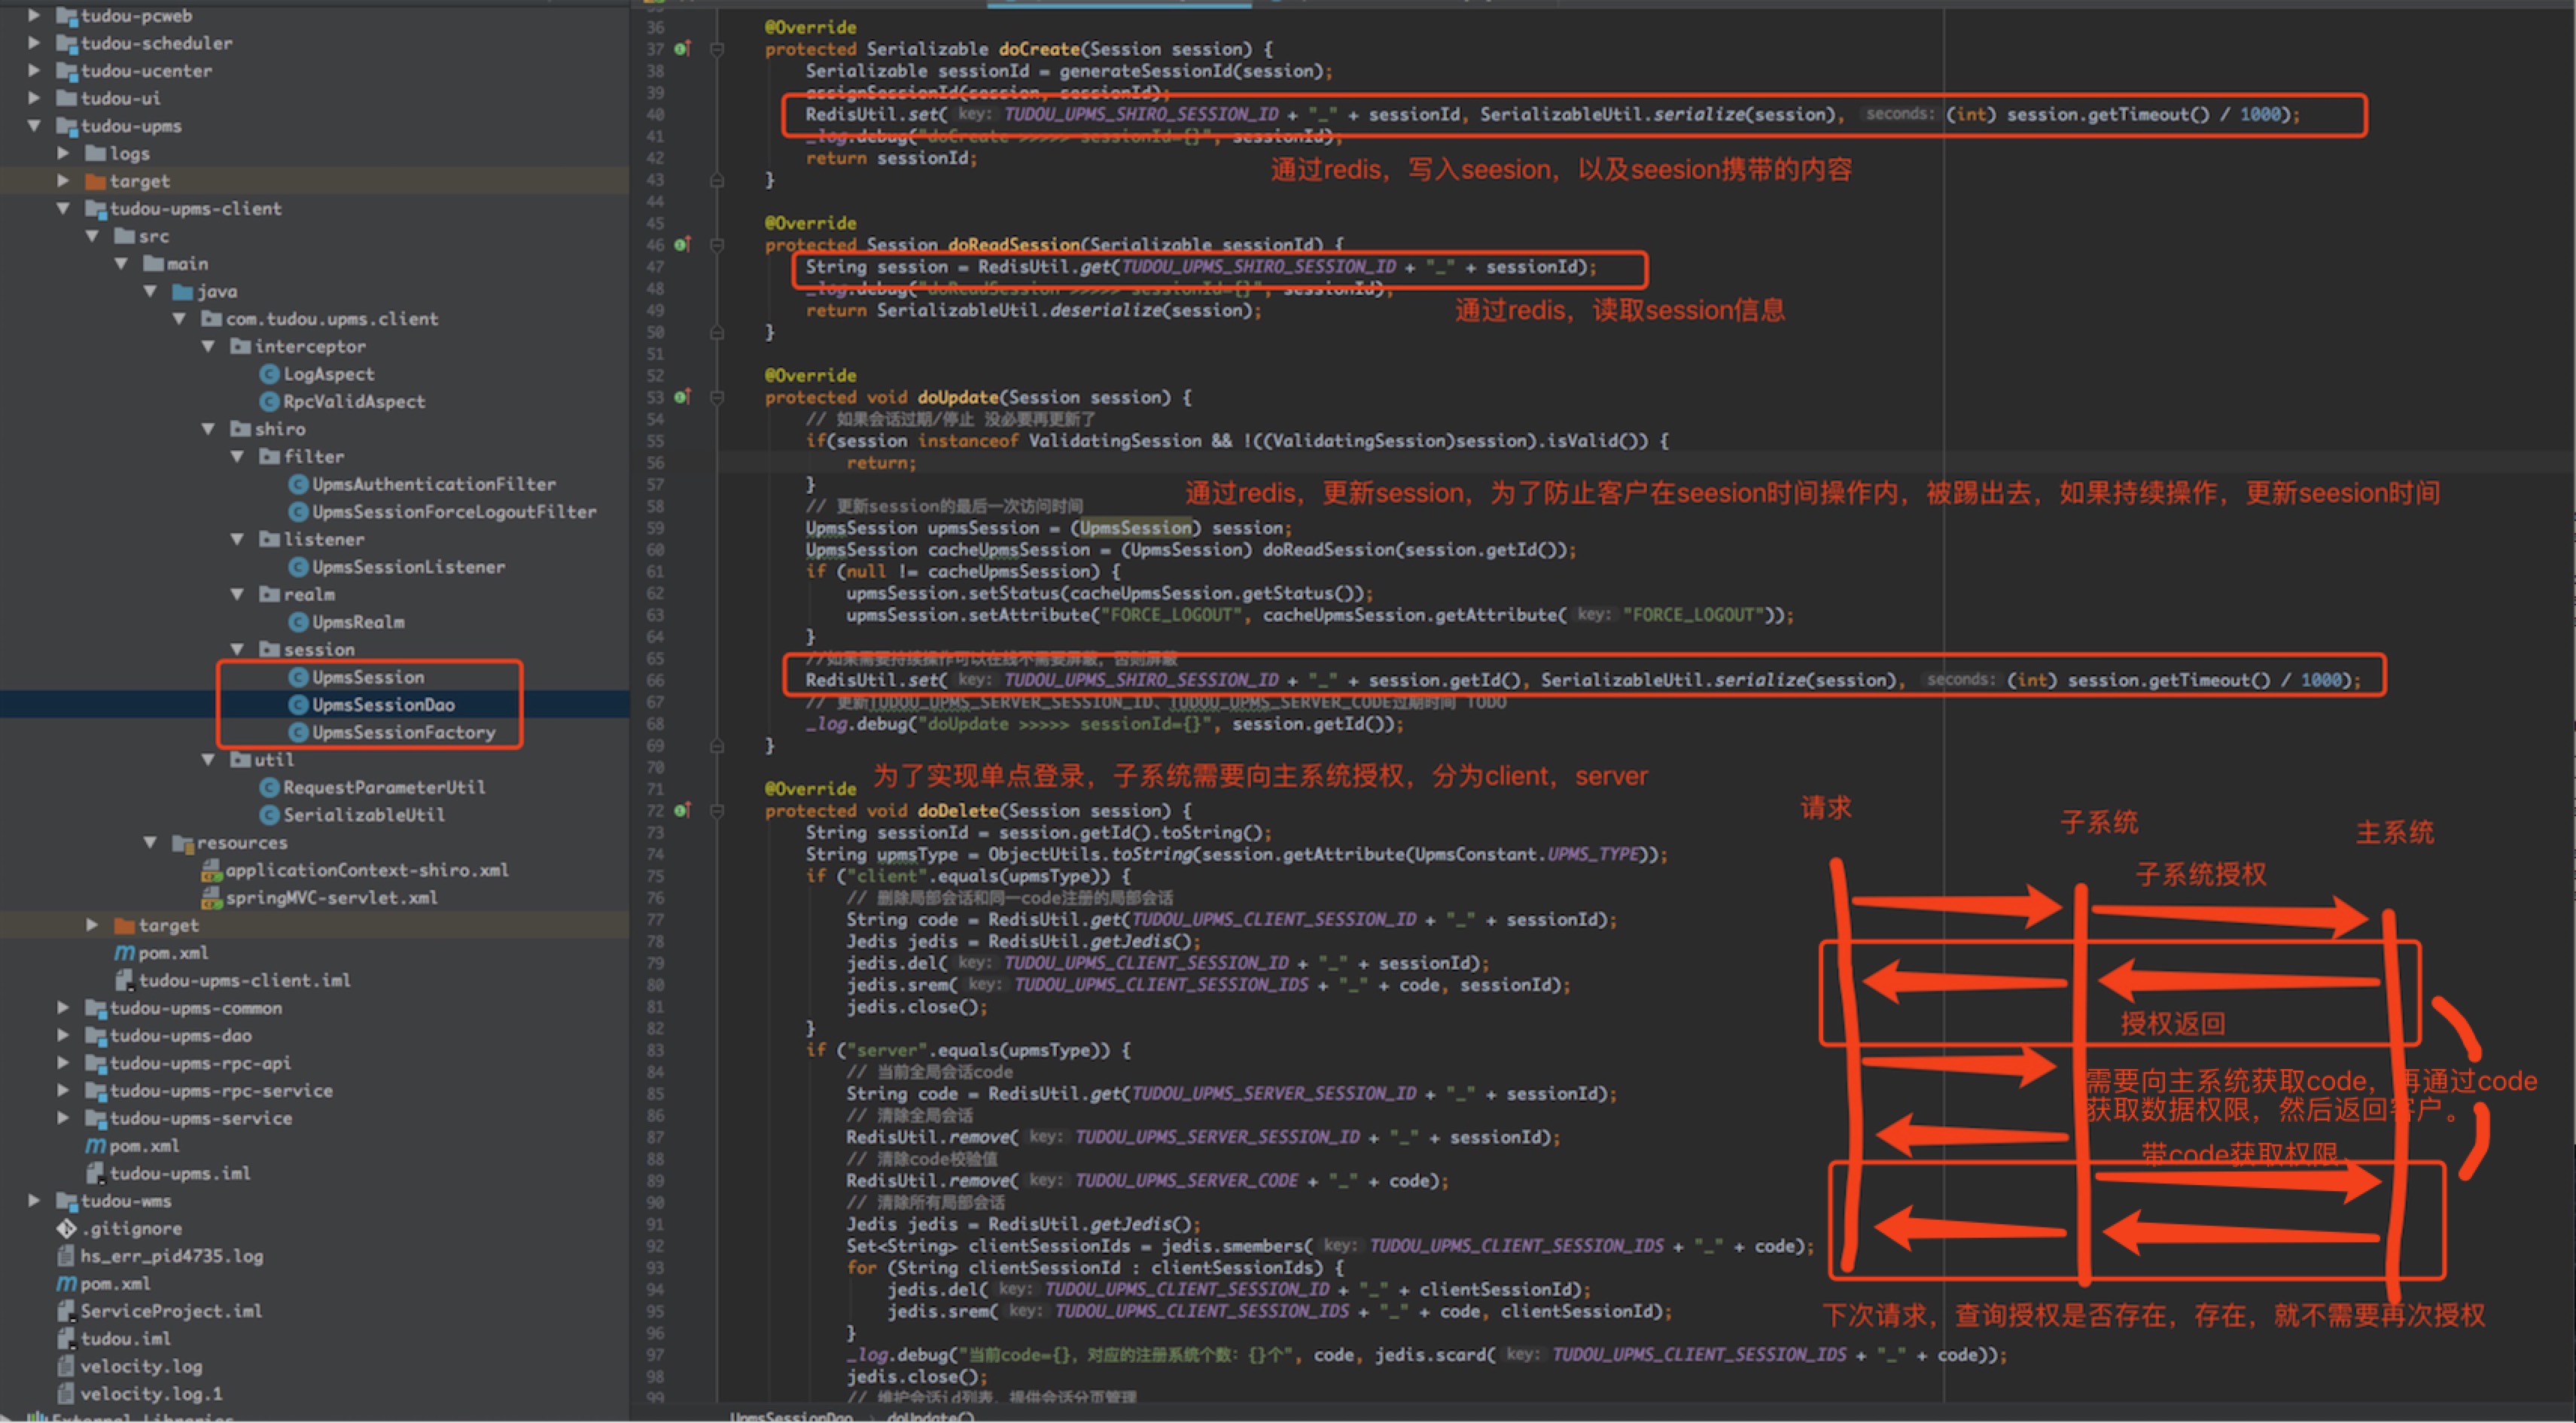 tudou-pcweb
tudou-scheduler
tudou-ucenter
tudou-ui
tudou-upms
logs
target
tudou-upms-client
src
main
java
com.tudou.upms.client
interceptor
LogAspect
RpcValidAspect
shiro
filter
UpmsAuthenticationFilter
UpmsSessionForceLogoutFilter
listener
UpmsSessionListener
realm
UpmsRealm
session
UpmsSession
UpmsSessionDao
UpmsSessionFactory
util
RequestParameterUtil
SerializableUtil
resources
applicationContext-shiro.xml
springMVC-servlet.xml
target
pom.xml
tudou-upms-client.iml
tudou-upms-common
tudou-upms-dao
tudou-upms-rpc-api
tudou-upms-rpc-service
tudou-upms-service
pom.xml
tudou-upms.iml
tudou-wms
.gitignore
hs_err_pid4735.log
pom.xml
ServiceProject.iml
tudou.iml
velocity.log
velocity.log.1
External Libraries
36 @Override
37 protected Serializable doCreate(Session session) {
38 Serializable sessionId = generateSessionId(session);
39 assignSessionId(session, sessionId);
40 RedisUtil.set( key: TUDOU_UPMS_SHIRO_SESSION_ID + "_" + sessionId, SerializableUtil.serialize(session), seconds: (int) session.getTimeout() / 1000);
41 _log.debug("doCreate >>>>> sessionId={}", sessionId);
42 return sessionId;
通过redis，写入seesion，以及seesion携带的内容
43 }
44
45 @Override
46 protected Session doReadSession(Serializable sessionId) {
47 String session = RedisUtil.get(TUDOU_UPMS_SHIRO_SESSION_ID + "_" + sessionId);
48 _log.debug("doReadSession >>>>> sessionId={}", sessionId);
49 return SerializableUtil.deserialize(session);
通过redis，读取session信息
50 }
51
52 @Override
53 protected void doUpdate(Session session) {
54 // 如果会话过期/停止 没必要再更新了
55 if(session instanceof ValidatingSession && !((ValidatingSession)session).isValid()) {
56 return;
57 }
通过redis，更新session，为了防止客户在seesion时间操作内，被踢出去，如果持续操作，更新seesion时间
58 // 更新session的最后一次访问时间
59 UpmsSession upmsSession = (UpmsSession) session;
60 UpmsSession cacheUpmsSession = (UpmsSession) doReadSession(session.getId());
61 if (null != cacheUpmsSession) {
62 upmsSession.setStatus(cacheUpmsSession.getStatus());
63 upmsSession.setAttribute("FORCE_LOGOUT", cacheUpmsSession.getAttribute( key: "FORCE_LOGOUT"));
64 }
65 //如果需要持续操作可以在线不需要屏蔽，否则屏蔽
66 RedisUtil.set( key: TUDOU_UPMS_SHIRO_SESSION_ID + "_" + session.getId(), SerializableUtil.serialize(session), seconds: (int) session.getTimeout() / 1000);
67 // 更新TUDOU_UPMS_SERVER_SESSION_ID、TUDOU_UPMS_SERVER_CODE过期时间 TODO
68 _log.debug("doUpdate >>>>> sessionId={}", session.getId());
69 }
70
为了实现单点登录，子系统需要向主系统授权，分为client，server
71 @Override
72 protected void doDelete(Session session) {
73 String sessionId = session.getId().toString();
74 String upmsType = ObjectUtils.toString(session.getAttribute(UpmsConstant.UPMS_TYPE));
75 if ("client".equals(upmsType)) {
76 // 删除局部会话和同一code注册的局部会话
77 String code = RedisUtil.get(TUDOU_UPMS_CLIENT_SESSION_ID + "_" + sessionId);
78 Jedis jedis = RedisUtil.getJedis();
79 jedis.del( key: TUDOU_UPMS_CLIENT_SESSION_ID + "_" + sessionId);
80 jedis.srem( key: TUDOU_UPMS_CLIENT_SESSION_IDS + "_" + code, sessionId);
81 jedis.close();
82 }
83 if ("server".equals(upmsType)) {
84 // 当前全局会话code
85 String code = RedisUtil.get(TUDOU_UPMS_SERVER_SESSION_ID + "_" + sessionId);
86 // 清除全局会话
87 RedisUtil.remove( key: TUDOU_UPMS_SERVER_SESSION_ID + "_" + sessionId);
88 // 清除code校验值
89 RedisUtil.remove( key: TUDOU_UPMS_SERVER_CODE + "_" + code);
90 // 清除所有局部会话
91 Jedis jedis = RedisUtil.getJedis();
92 Set<String> clientSessionIds = jedis.smembers( key: TUDOU_UPMS_CLIENT_SESSION_IDS + "_" + code);
93 for (String clientSessionId : clientSessionIds) {
94 jedis.del( key: TUDOU_UPMS_CLIENT_SESSION_ID + "_" + clientSessionId);
95 jedis.srem( key: TUDOU_UPMS_CLIENT_SESSION_IDS + "_" + code, clientSessionId);
96 }
97 _log.debug("当前code={}，对应的注册系统个数：{}个", code, jedis.scard( key: TUDOU_UPMS_CLIENT_SESSION_IDS + "_" + code));
98 jedis.close();
99 // 维护会话id列表，提供会话分页管理
请求
子系统
主系统
子系统授权
授权返回
需要向主系统获取code，再通过code
获取数据权限，然后返回客户。
带code获取权限
下次请求，查询授权是否存在，存在，就不需要再次授权
UpmsSessionDao › doUpdate()